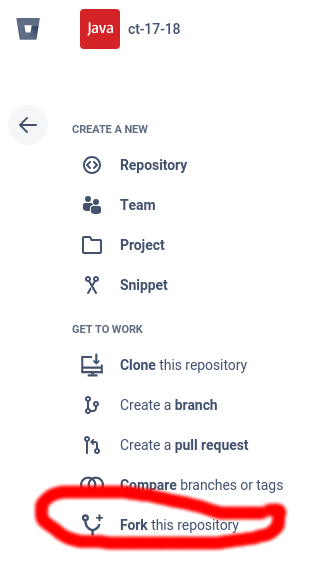 Java ct-17-18
CREATE A NEW
Repository
Team
Project
Snippet
GET TO WORK
Clone this repository
Create a branch
Create a pull request
Compare branches or tags
Fork this repository